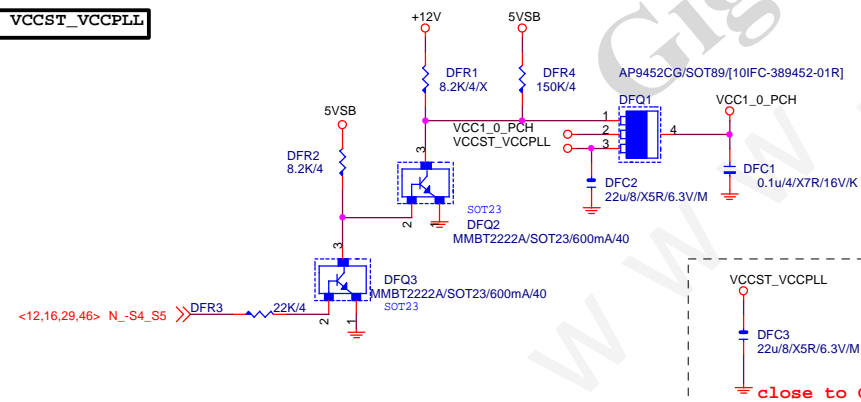 VCCST_VCCPLL
+12V
5VSB
DFR1
8.2K/4/X
DFR4
150K/4
AP9452CG/SOT89/[10IFC-389452-01R]
DFQ1
VCC1_0_PCH
1
2
3
4
VCC1_0_PCH
VCCST_VCCPLL
5VSB
DFR2
8.2K/4
3
2
1
SOT23
DFQ2
MMBT2222A/SOT23/600mA/40
DFC2
22u/8/X5R/6.3V/M
DFC1
0.1u/4/X7R/16V/K
3
2
1
DFQ3
MMBT2222A/SOT23/600mA/40
SOT23
<12,16,29,46> N_-S4_S5
DFR3
22K/4
VCCST_VCCPLL
DFC3
22u/8/X5R/6.3V/M
close to
Gig
w w w